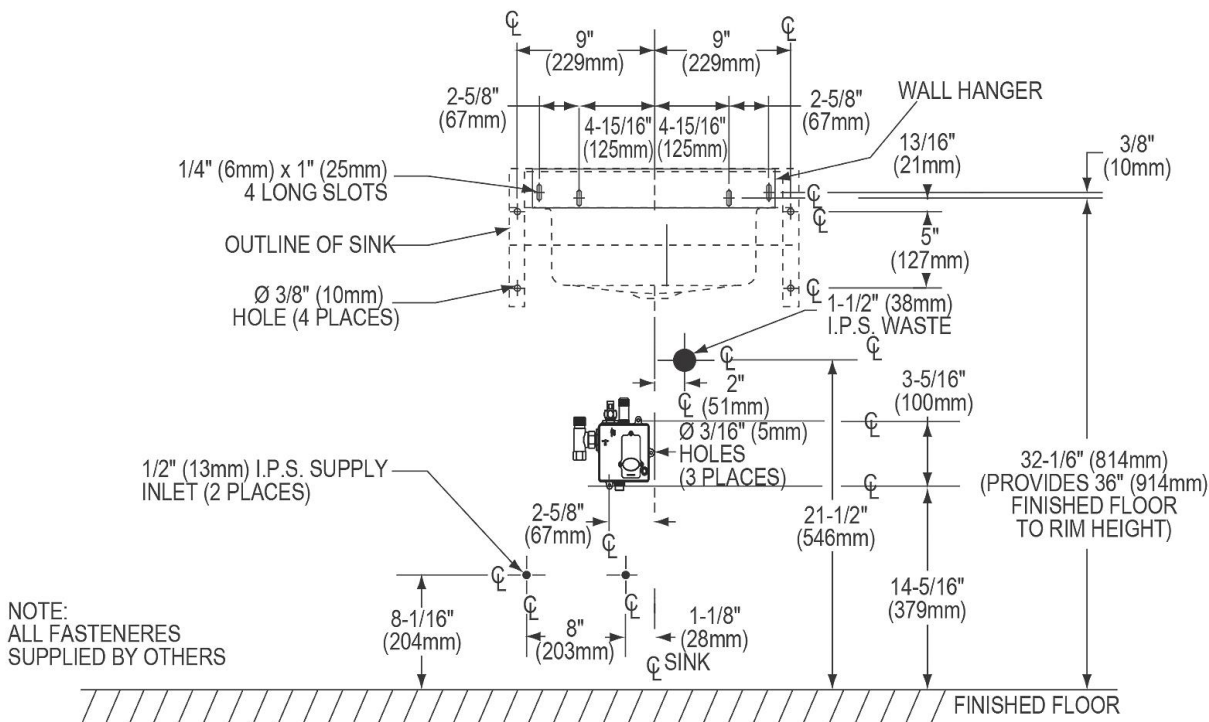 ℄
℄
9"
(229mm)
9"
(229mm)
2-5/8"
(67mm)
4-15/16"
(125mm)
4-15/16"
(125mm)
2-5/8"
(67mm)
WALL HANGER
13/16"
(21mm)
3/8"
(10mm)
1/4" (6mm) x 1" (25mm)
4 LONG SLOTS
℄
℄
OUTLINE OF SINK
5"
(127mm)
Ø 3/8" (10mm)
HOLE (4 PLACES)
℄
1-1/2" (38mm)
I.P.S. WASTE
℄
℄
2"
(51mm)
℄
3-5/16"
(100mm)
℄
Ø 3/16" (5mm)
HOLES
(3 PLACES)
1/2" (13mm) I.P.S. SUPPLY
INLET (2 PLACES)
℄
32-1/6" (814mm)
(PROVIDES 36" (914mm)
FINISHED FLOOR
TO RIM HEIGHT)
2-5/8"
(67mm)
℄
21-1/2"
(546mm)
℄
℄
℄
14-5/16"
(379mm)
8-1/16"
(204mm)
8"
(203mm)
1-1/8"
(28mm)
℄ SINK
NOTE:
ALL FASTENERES
SUPPLIED BY OTHERS
FINISHED FLOOR